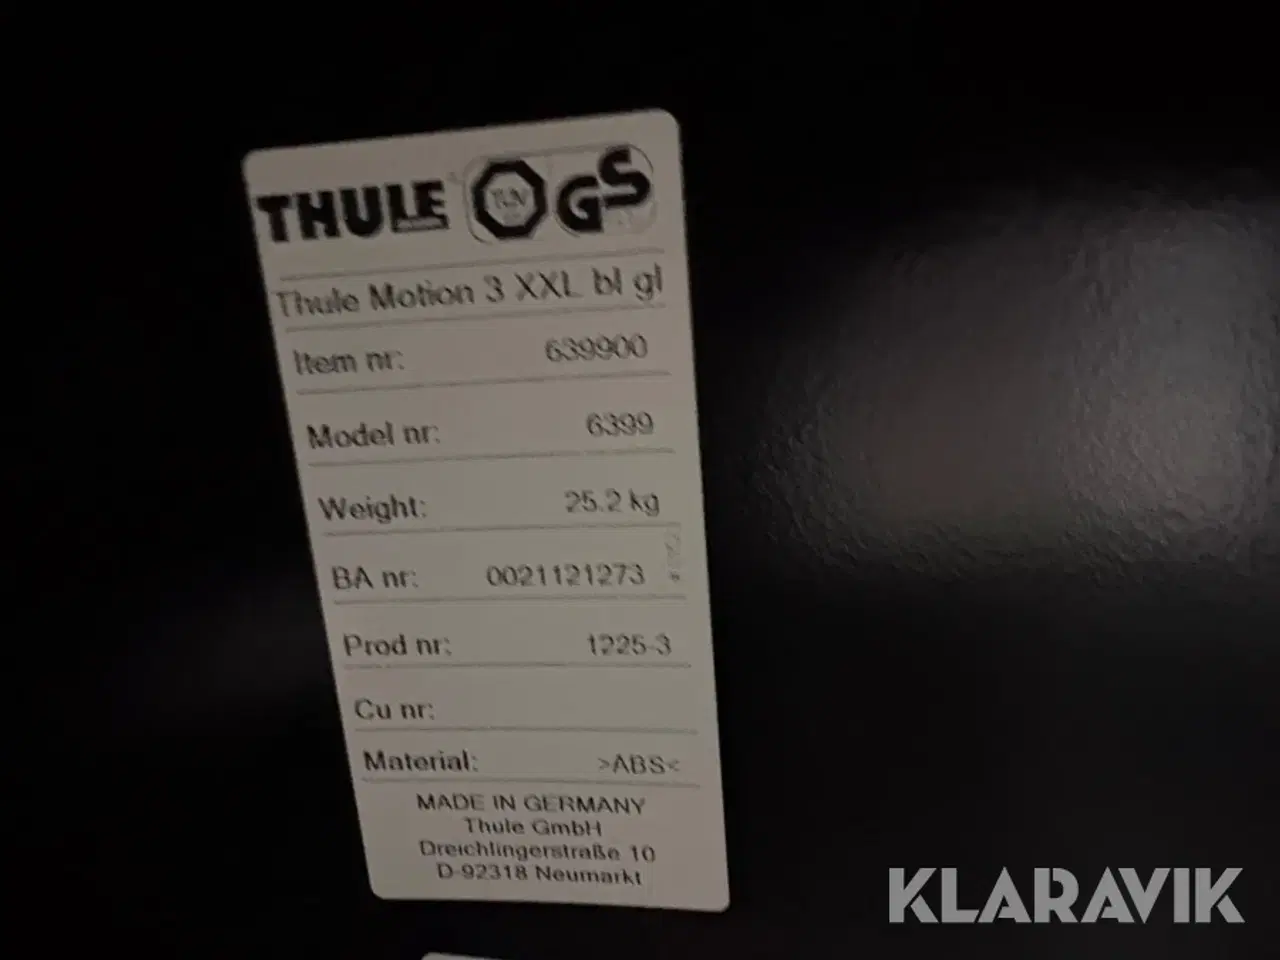 THULE TÜV GS
Thule Motion 3 XXL bl gl
Item nr: 639900
Model nr: 6399
Weight: 25.2 kg
BA nr: 0021121273
Prod nr: 1225-3
Cu nr:
Material: >ABS<
MADE IN GERMANY
Thule GmbH
Dreichlingerstraße 10
D-92318 Neumarkt
KLARAVIK